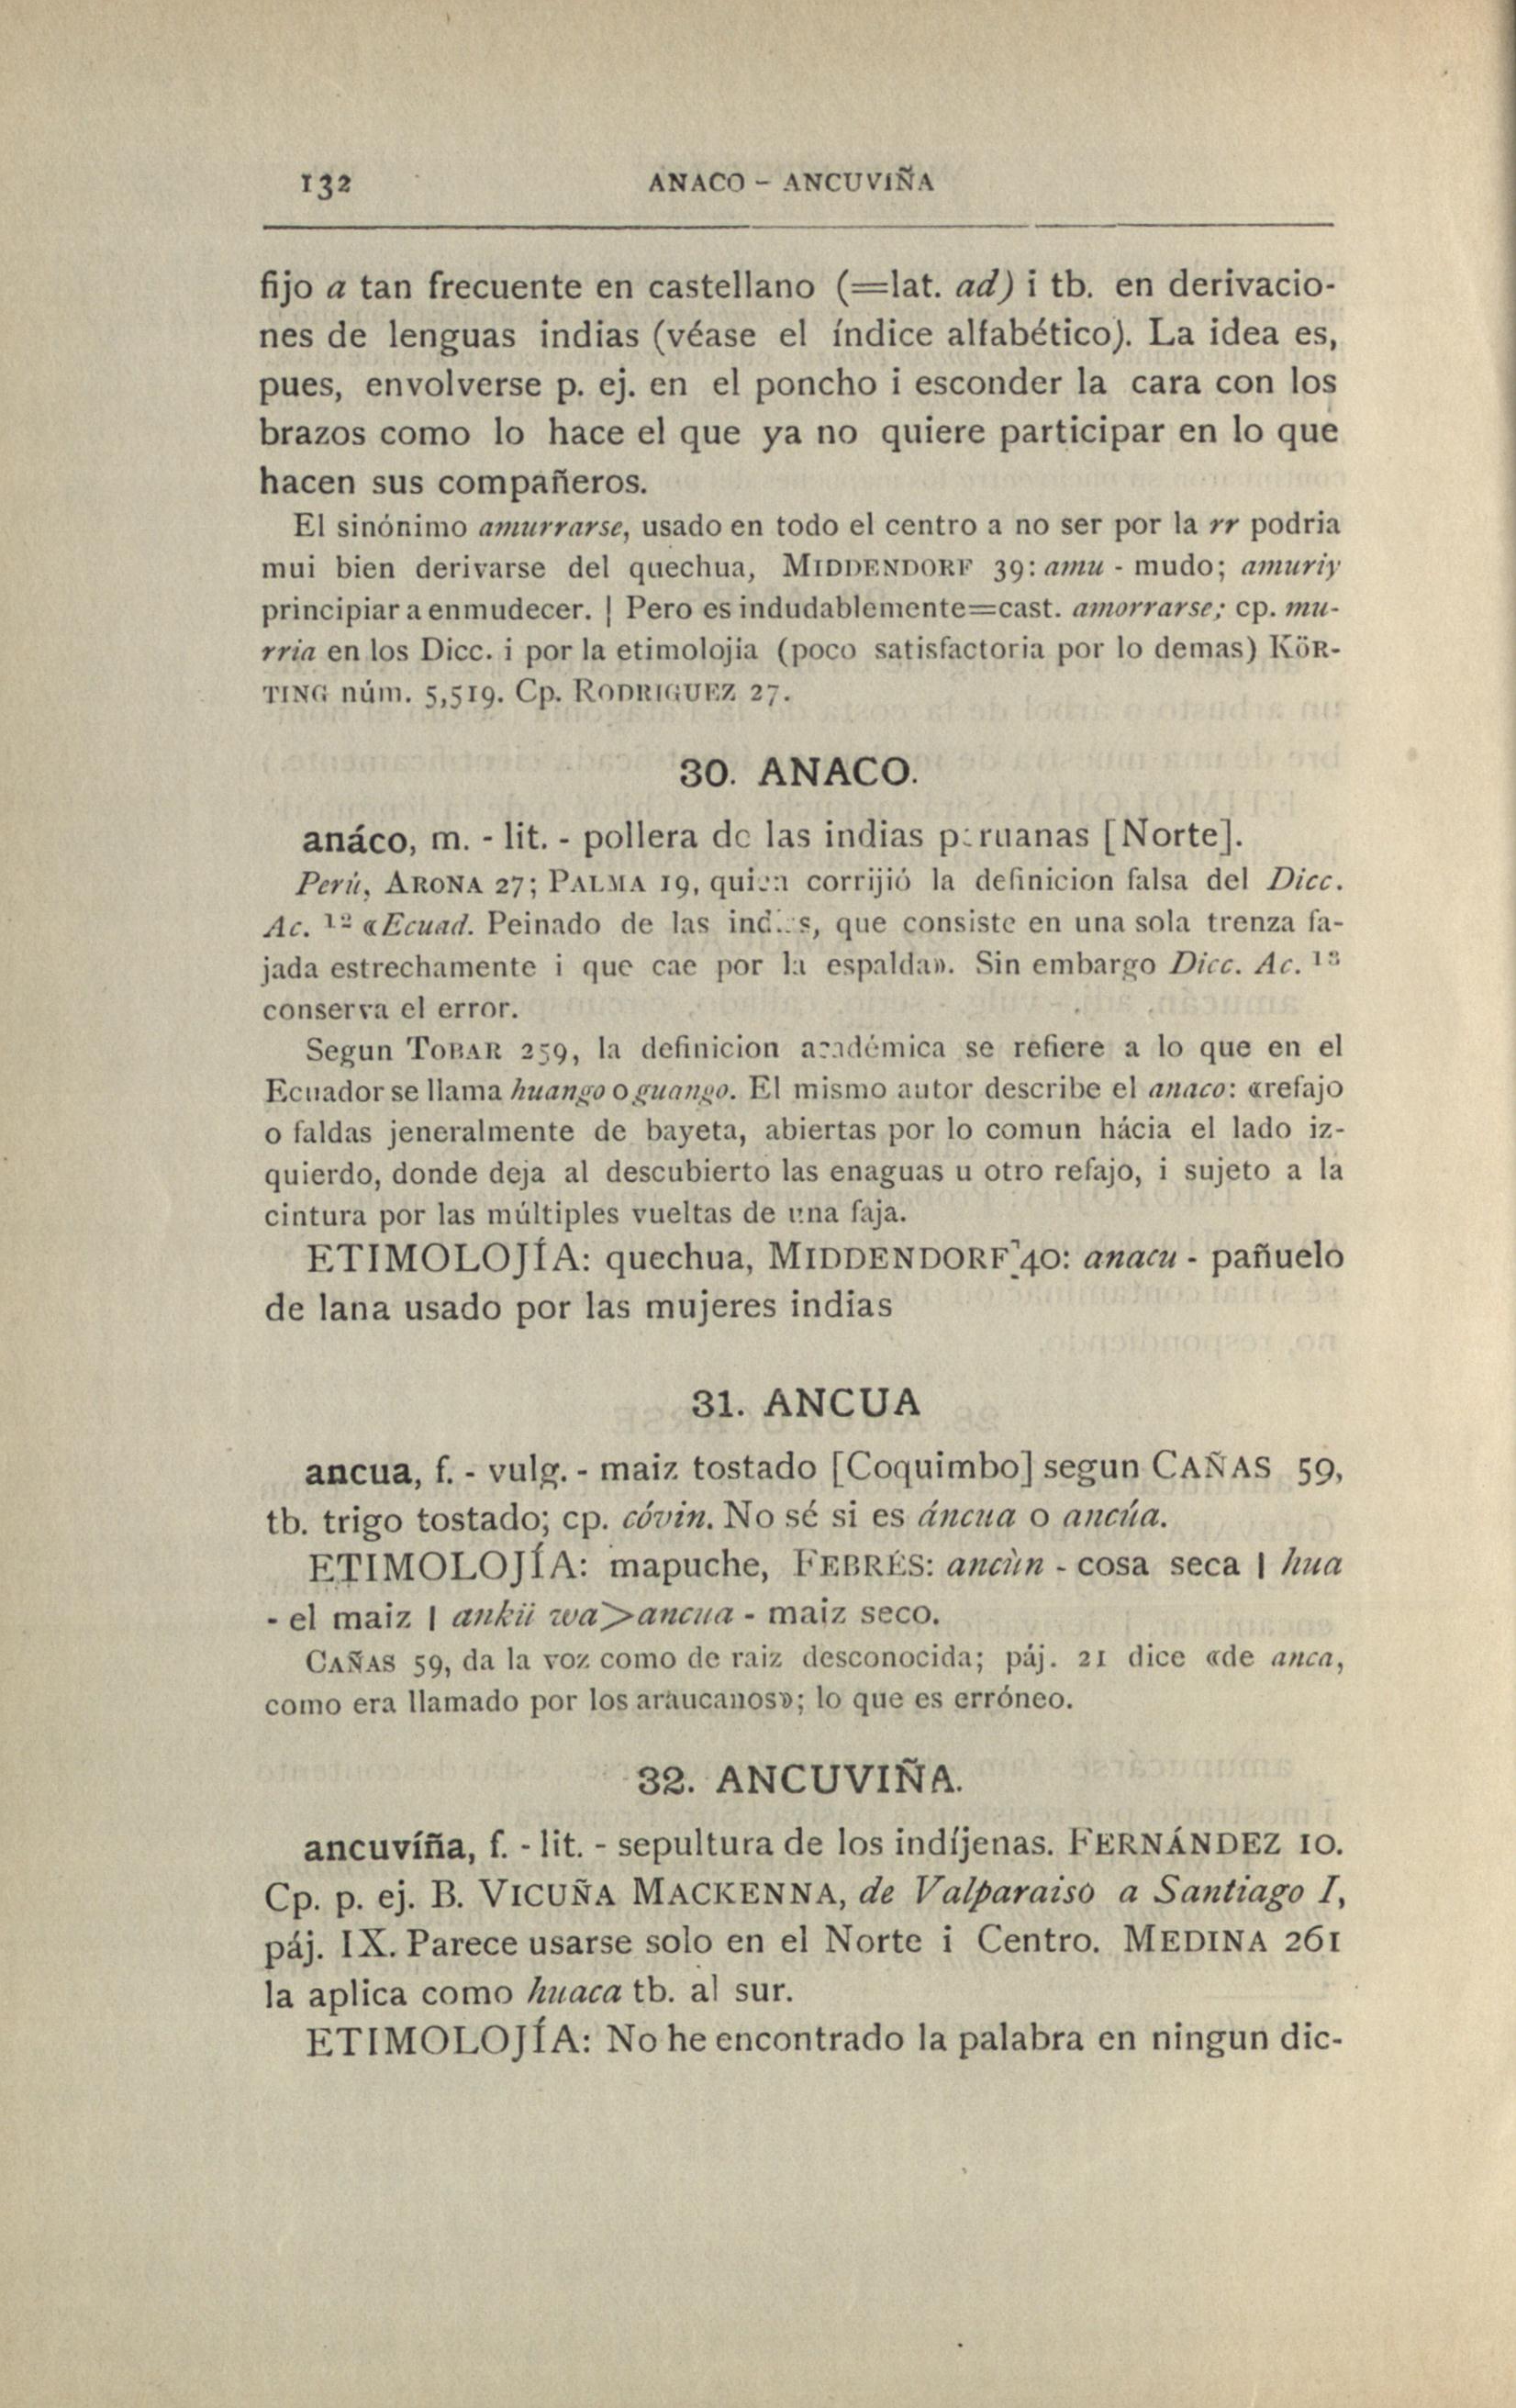 132 ANACO - ANCUVIÑA
fijo a tan frecuente en castellano (=lat. ad) i tb. en derivacio-
nes de lenguas indias (véase el índice alfabético). La idea es,
pues, envolverse p. ej. en el poncho i esconder la cara con los
brazos como lo hace el que ya no quiere participar en lo que
hacen sus compañeros.
El sinónimo amurrarse, usado en todo el centro a no ser por la rr podria
mui bien derivarse del quechua, MIDDENDORF 39: amu - mudo; amuriy
principiar a enmudecer. | Pero es indudablemente=cast. amorrarse; cp. mu-
rria en los Dicc. i por la etimolojia (poco satisfactoria por lo demas) KÖR-
TING núm. 5,519. Cp. RODRIGUEZ 27.
30. ANACO.
anáco, m. - lit. - pollera de las indias peruanas [Norte].
Perú, ARONA 27; PALMA 19, quien corrijió la definicion falsa del Dicc.
Ac. 12 «Ecuad. Peinado de las indias, que consiste en una sola trenza fa-
jada estrechamente i que cae por la espalda». Sin embargo Dicc. Ac. 13
conserva el error.
Segun TOBAR 259, la definicion académica se refiere a lo que en el
Ecuador se llama huango o guango. El mismo autor describe el anaco: «refajo
o faldas jeneralmente de bayeta, abiertas por lo comun hácia el lado iz-
quierdo, donde deja al descubierto las enaguas u otro refajo, i sujeto a la
cintura por las múltiples vueltas de una faja.
ETIMOLOJÍA: quechua, MIDDENDORF 40: anacu - pañuelo
de lana usado por las mujeres indias
31. ANCUA
ancua, f. - vulg. - maiz tostado [Coquimbo] segun CAÑAS 59,
tb. trigo tostado; cp. cóvin. No sé si es áncua o ancúa.
ETIMOLOJÍA: mapuche, FEBRÉS: ancùn - cosa seca | hua
- el maiz | ankü wa>ancua - maiz seco.
CAÑAS 59, da la voz como de raiz desconocida; páj. 21 dice «de anca,
como era llamado por los araucanos»; lo que es erróneo.
32. ANCUVIÑA.
ancuvíña, f. - lit. - sepultura de los indíjenas. FERNÁNDEZ 10.
Cp. p. ej. B. VICUÑA MACKENNA, de Valparaiso a Santiago I,
páj. IX. Parece usarse solo en el Norte i Centro. MEDINA 261
la aplica como huaca tb. al sur.
ETIMOLOJÍA: No he encontrado la palabra en ningun dic-